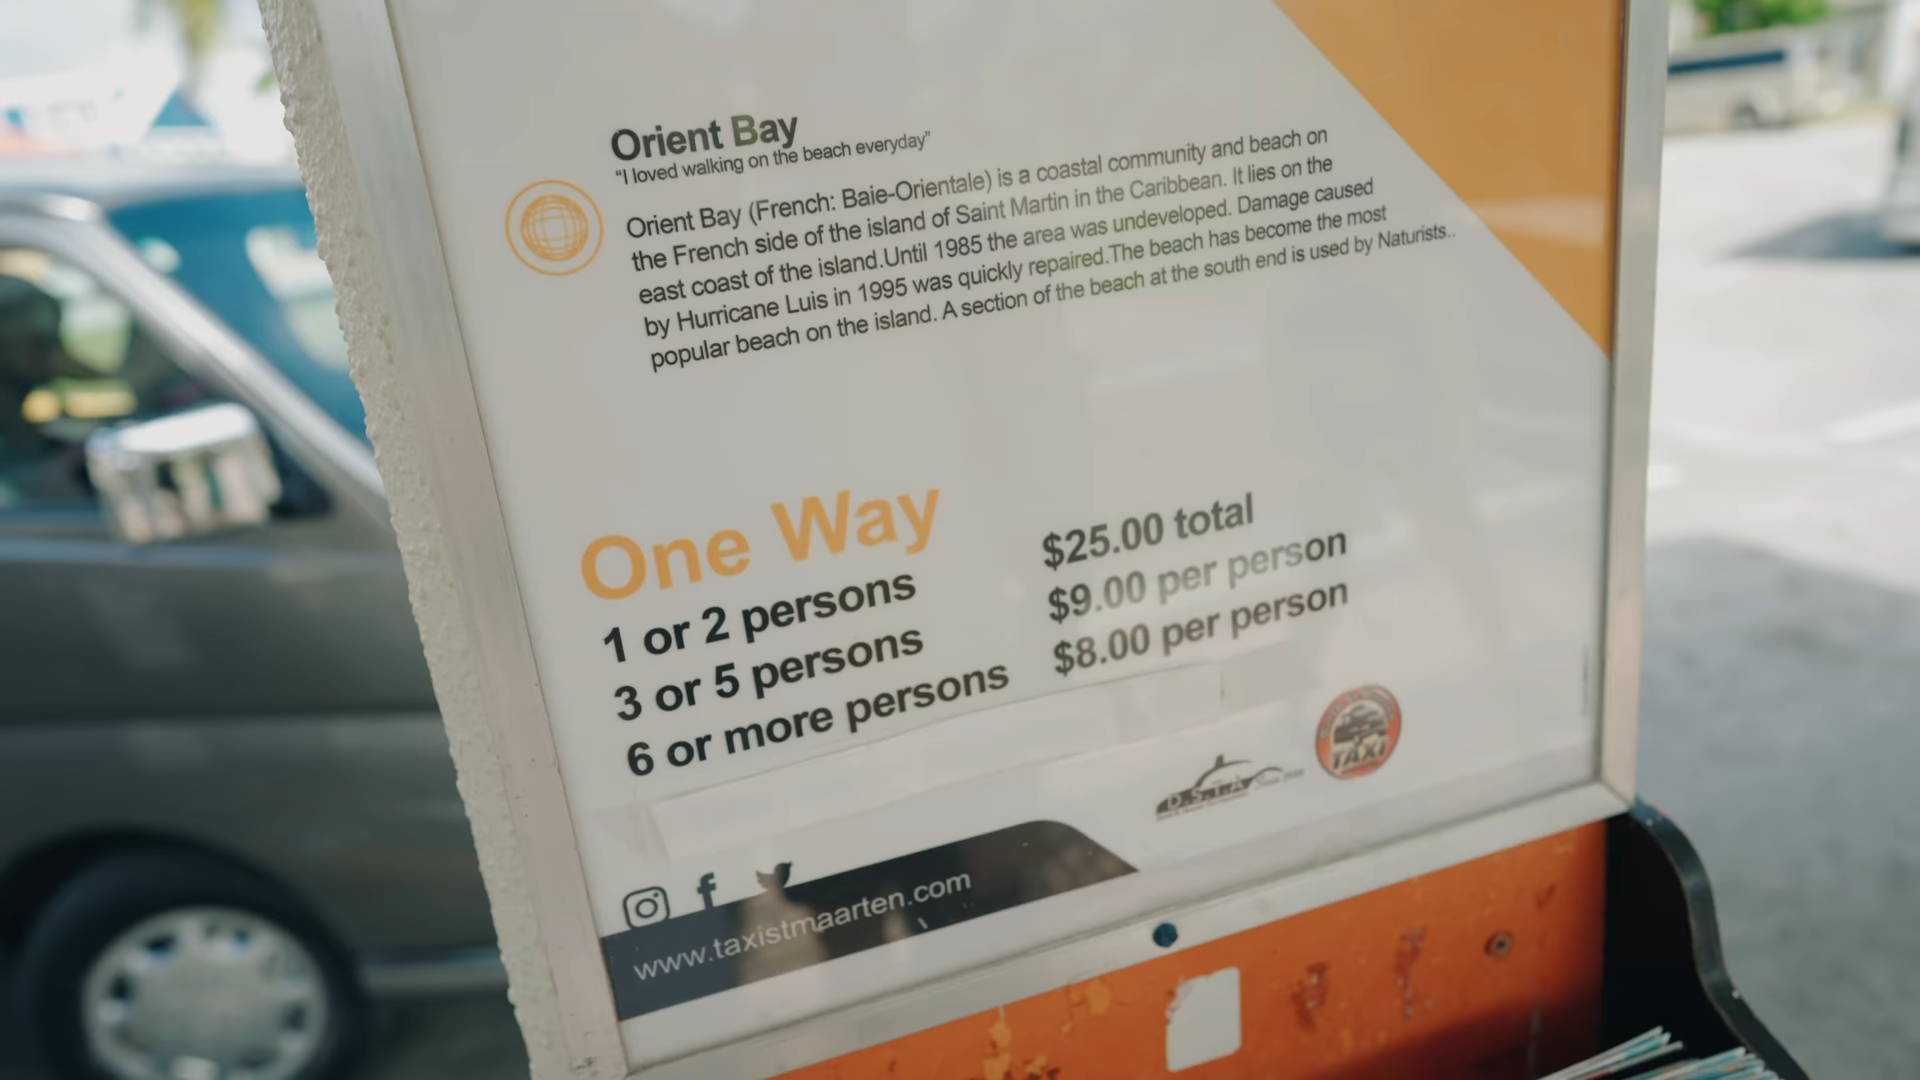 Orient Bay
"I loved walking on the beach everyday"
Orient Bay (French: Baie-Orientale) is a coastal community and beach on
the French side of the island of Saint Martin in the Caribbean. It lies on the
east coast of the island.Until 1985 the area was undeveloped. Damage caused
by Hurricane Luis in 1995 was quickly repaired.The beach has become the most
popular beach on the island. A section of the beach at the south end is used by Naturists..
One Way
1 or 2 persons $25.00 total
3 or 5 persons $9.00 per person
6 or more persons $8.00 per person
D.S.T.A
TAXI
www.taxistmaarten.com